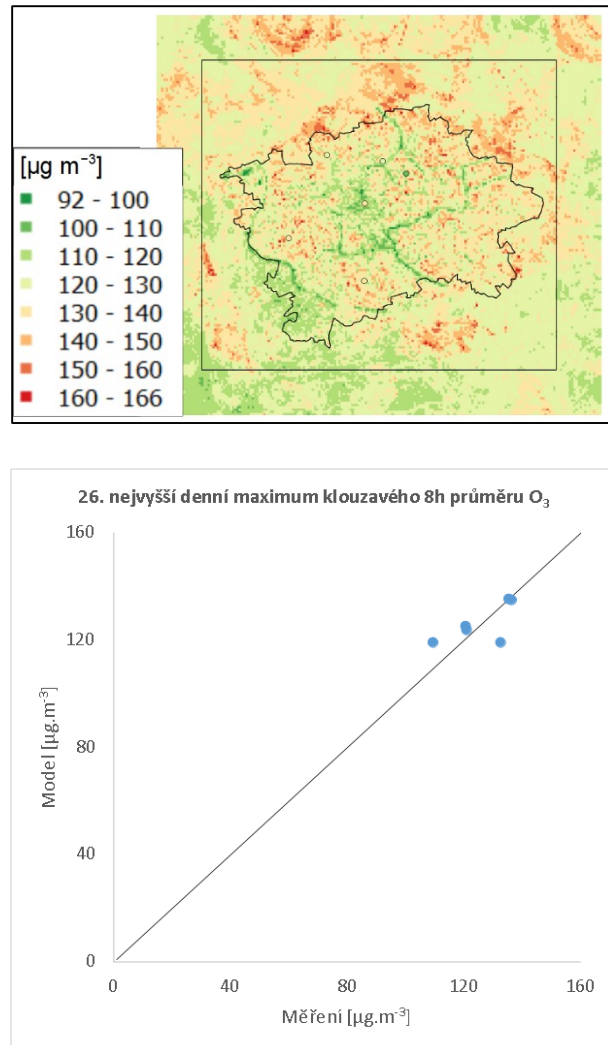 [µg m⁻³]
92 - 100
100 - 110
110 - 120
120 - 130
130 - 140
140 - 150
150 - 160
160 - 166
26. nejvyšší denní maximum klouzavého 8h průměru O₃
160
120
80
40
0
Model [µg.m⁻³]
0 40 80 120 160
Měření [µg.m⁻³]